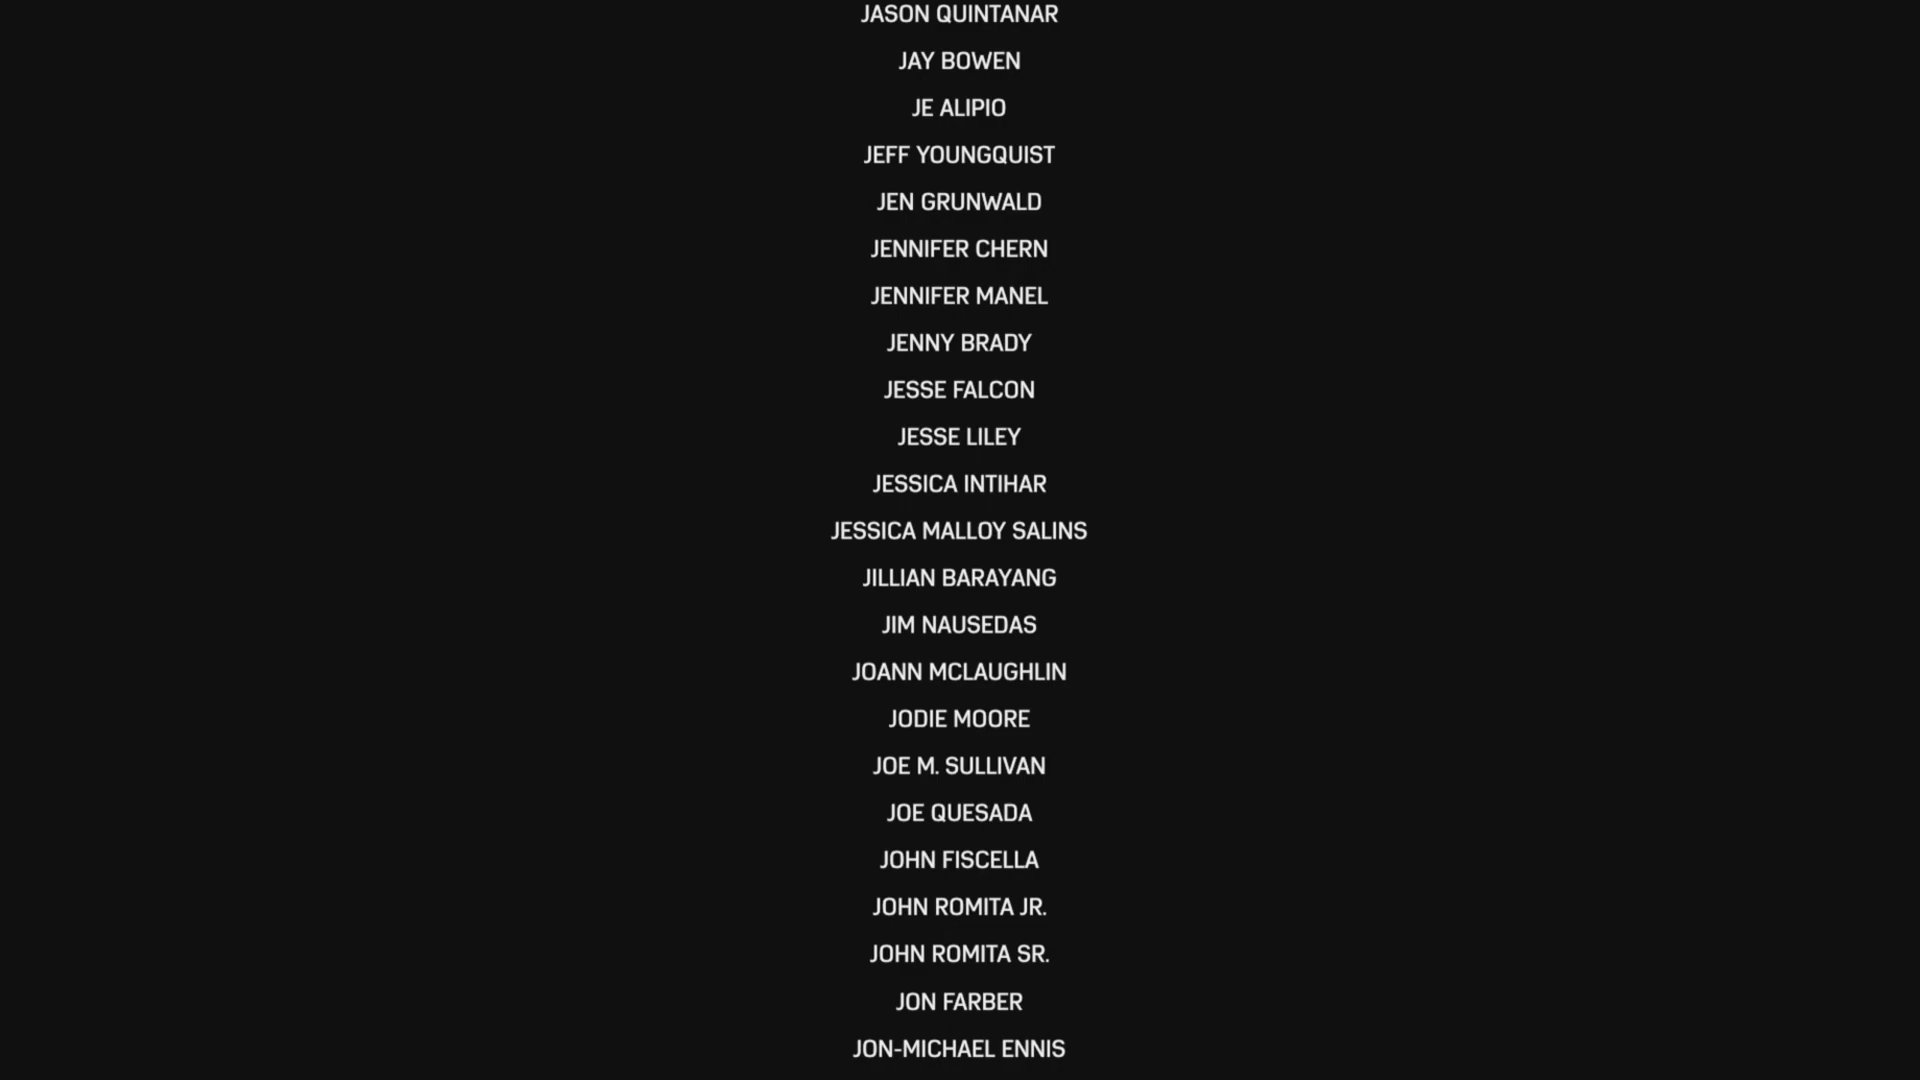 JASON QUINTANAR
JAY BOWEN
JE ALIPIO
JEFF YOUNGQUIST
JEN GRUNWALD
JENNIFER CHERN
JENNIFER MANEL
JENNY BRADY
JESSE FALCON
JESSE LILEY
JESSICA INTIHAR
JESSICA MALLOY SALINS
JILLIAN BARAYANG
JIM NAUSEDAS
JOANN MCLAUGHLIN
JODIE MOORE
JOE M. SULLIVAN
JOE QUESADA
JOHN FISCELLA
JOHN ROMITA JR.
JOHN ROMITA SR.
JON FARBER
JON-MICHAEL ENNIS